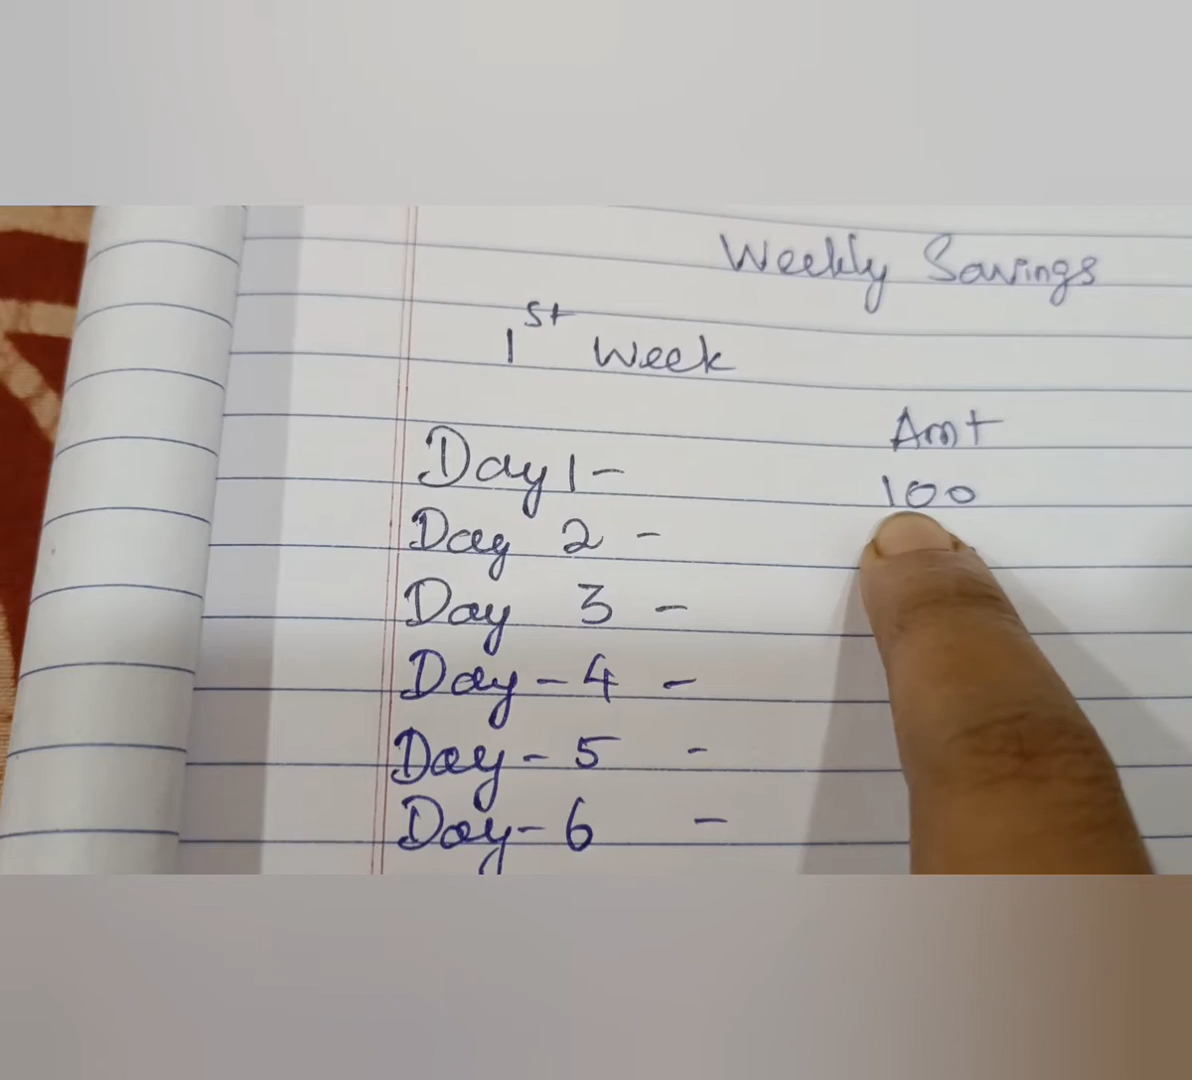 Weekly Savings
1st Week
Amt
Day 1 - 100
Day 2 -
Day 3 -
Day - 4 -
Day - 5 -
Day - 6 -